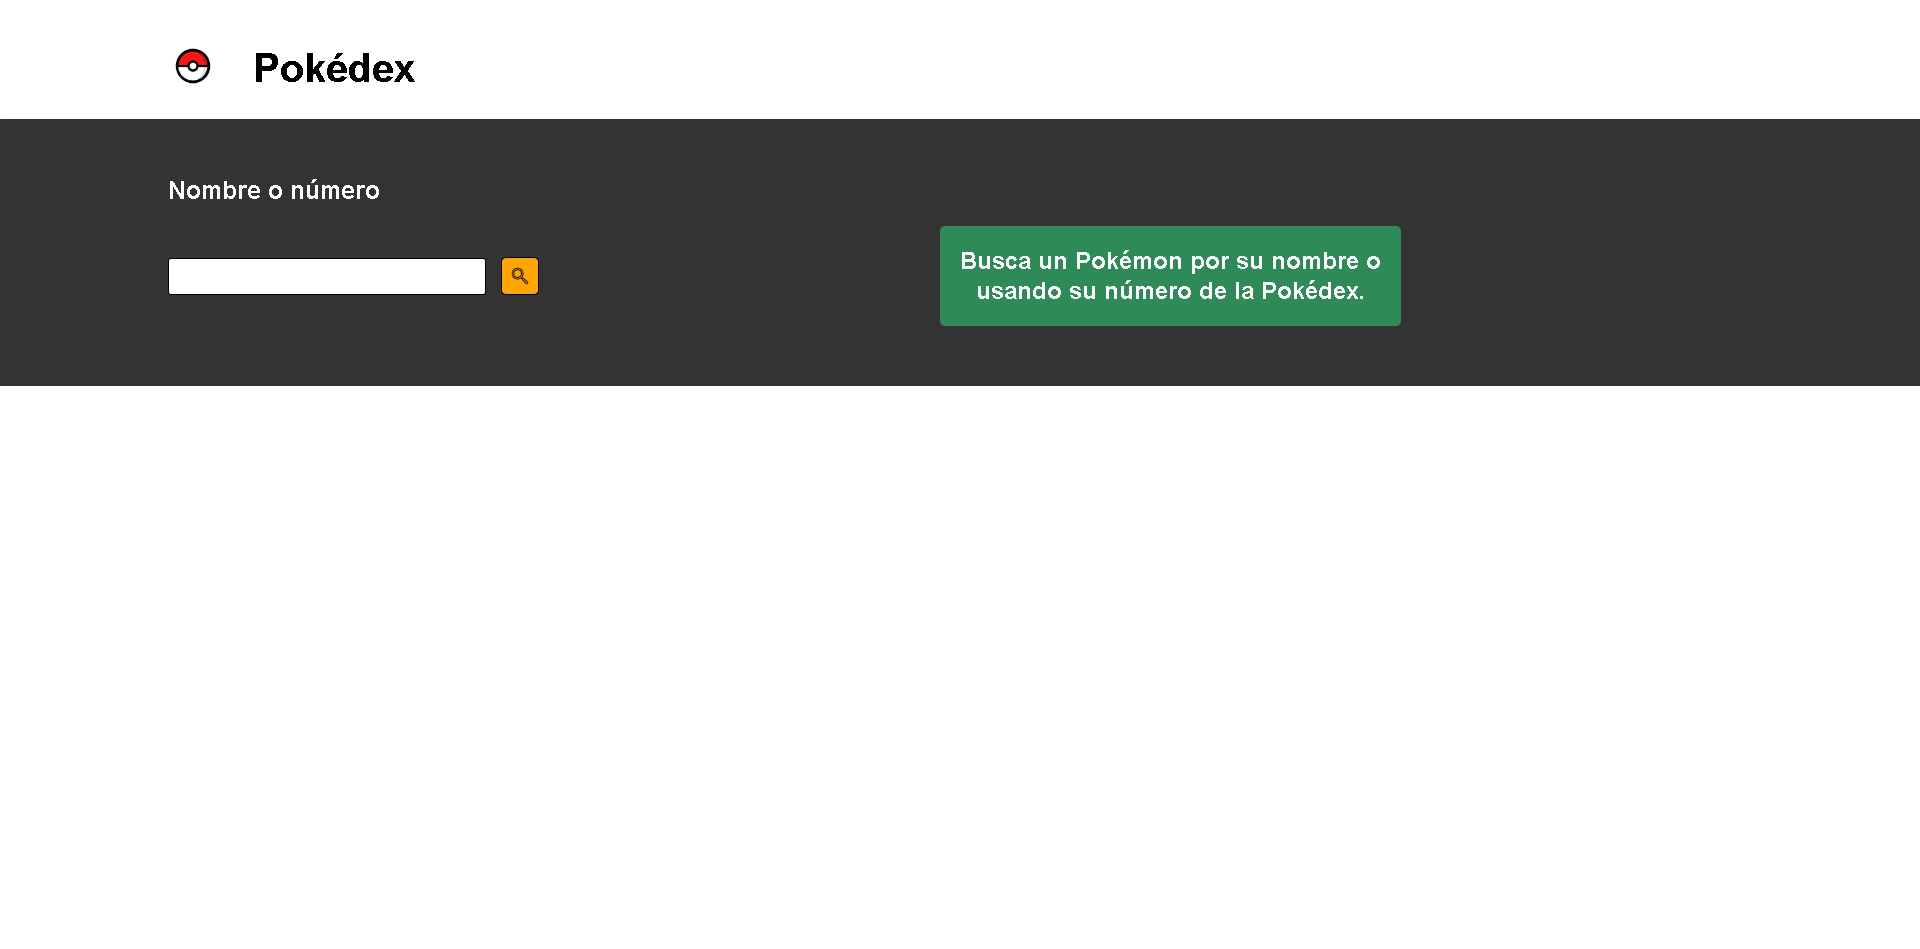 Pokédex
Nombre o número
Busca un Pokémon por su nombre o
usando su número de la Pokédex.